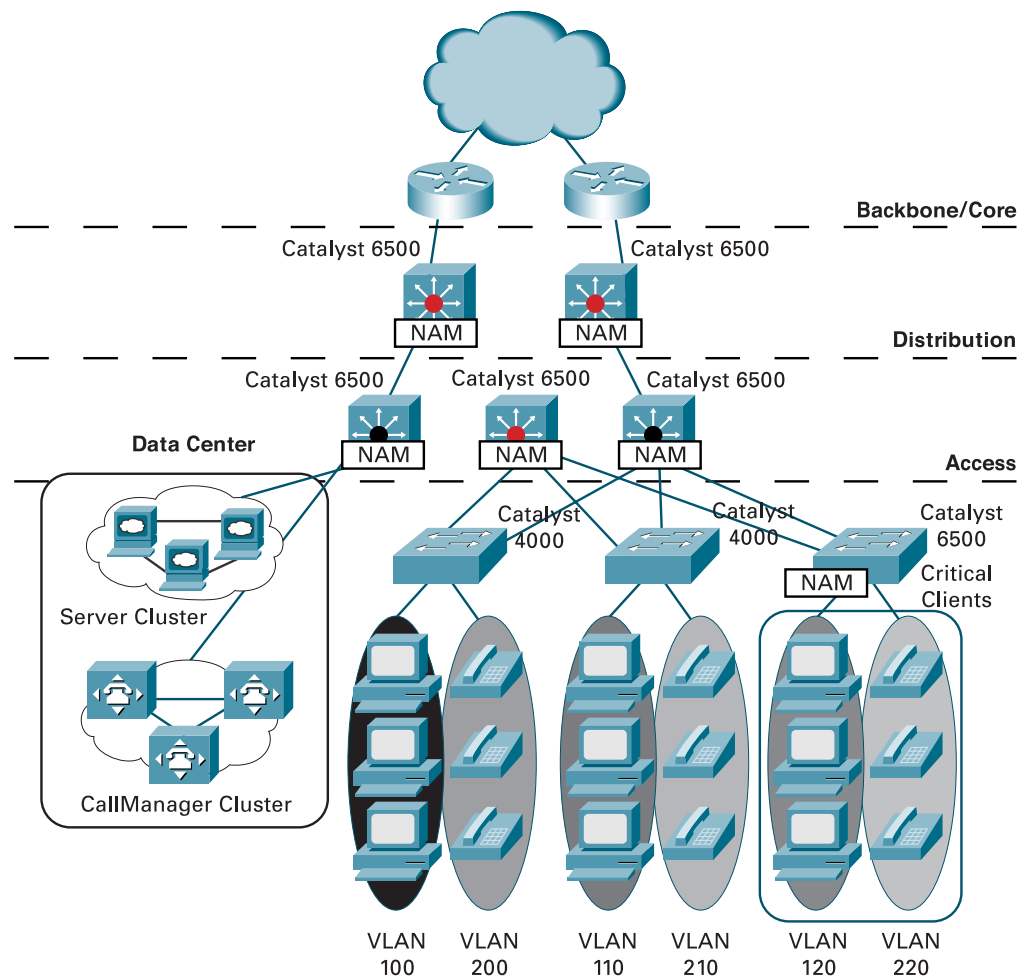 Backbone/Core
Catalyst 6500
Catalyst 6500
NAM
NAM
Distribution
Catalyst 6500
Catalyst 6500
Catalyst 6500
Data Center
NAM
NAM
NAM
Access
Catalyst
4000
Catalyst
4000
Catalyst
6500
NAM
Critical
Clients
Server Cluster
CallManager Cluster
VLAN
100
VLAN
200
VLAN
110
VLAN
210
VLAN
120
VLAN
220